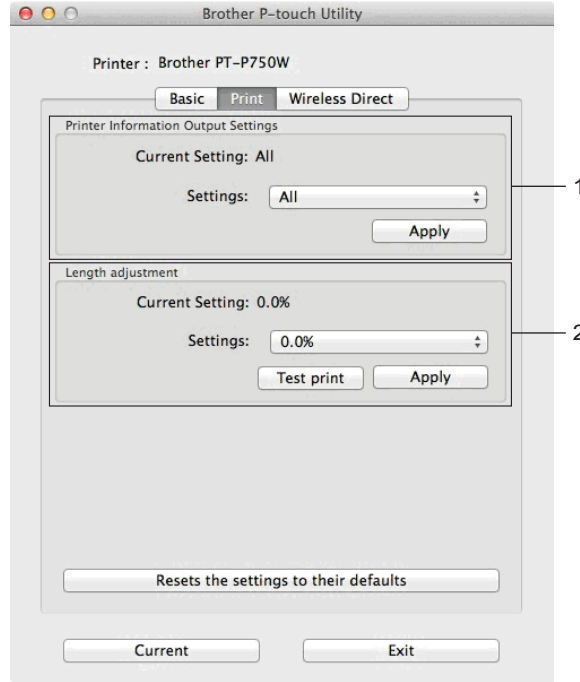 Brother P-touch Utility
Printer : Brother PT-P750W
Basic Print Wireless Direct
Printer Information Output Settings
Current Setting: All
Settings: All
Apply
1
Length adjustment
Current Setting: 0.0%
Settings: 0.0%
2
Test print Apply
Resets the settings to their defaults
Current Exit